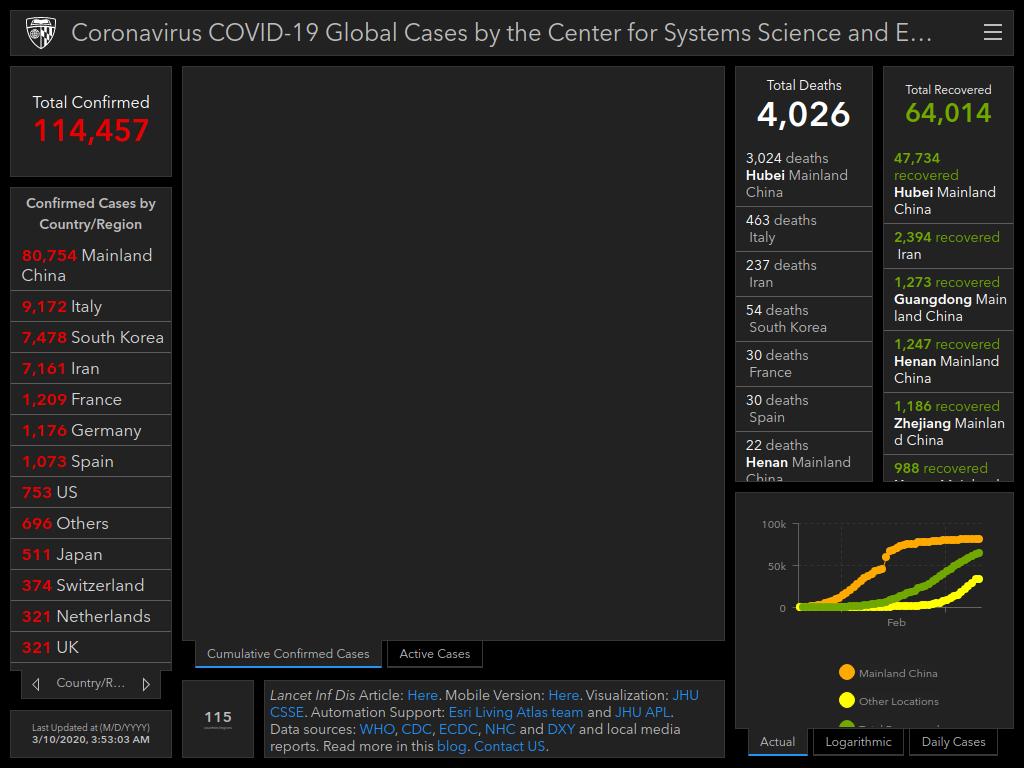 Coronavirus COVID-19 Global Cases by the Center for Systems Science and E...
Total Confirmed
114,457
Confirmed Cases by
Country/Region
80,754 Mainland
China
9,172 Italy
7,478 South Korea
7,161 Iran
1,209 France
1,176 Germany
1,073 Spain
753 US
696 Others
511 Japan
374 Switzerland
321 Netherlands
321 UK
Country/R...
Last Updated at (M/D/YYYY)
3/10/2020, 3:53:03 AM
Cumulative Confirmed Cases
Active Cases
115
Lancet Inf Dis Article: Here. Mobile Version: Here. Visualization: JHU
CSSE. Automation Support: Esri Living Atlas team and JHU APL.
Data sources: WHO, CDC, ECDC, NHC and DXY and local media
reports. Read more in this blog. Contact US.
Total Deaths
4,026
3,024 deaths
Hubei Mainland
China
463 deaths
Italy
237 deaths
Iran
54 deaths
South Korea
30 deaths
France
30 deaths
Spain
22 deaths
Henan Mainland
China
Total Recovered
64,014
47,734
recovered
Hubei Mainland
China
2,394 recovered
Iran
1,273 recovered
Guangdong Main
land China
1,247 recovered
Henan Mainland
China
1,186 recovered
Zhejiang Mainlan
d China
988 recovered
100k
50k
0
Feb
Mainland China
Other Locations
Actual
Logarithmic
Daily Cases